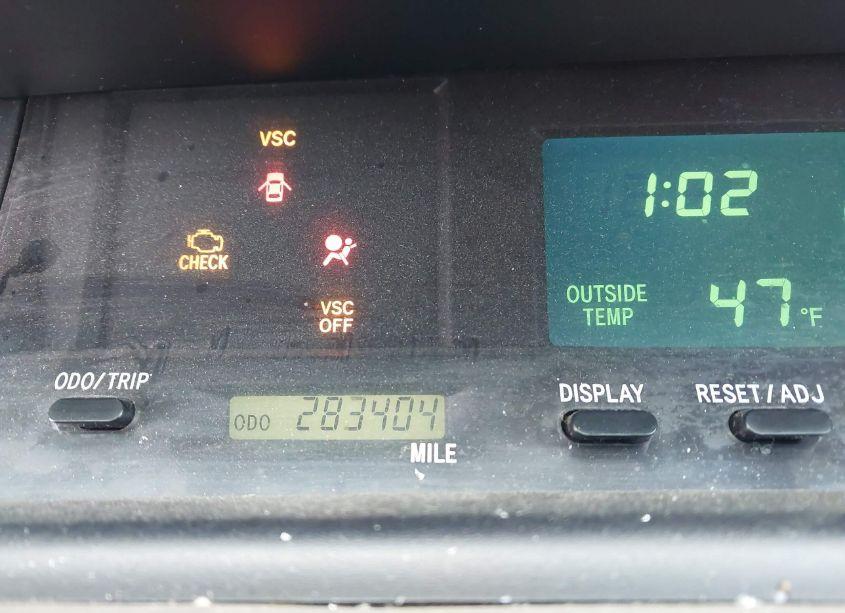 VSC
1:02
CHECK
VSC
OFF
OUTSIDE
TEMP
47°F
ODO/TRIP
DISPLAY
RESET/ADJ
ODO 283404
MILE